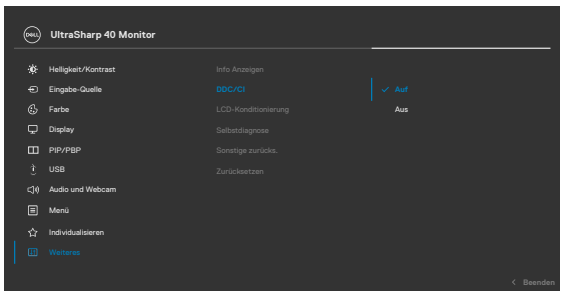 DELL UltraSharp 40 Monitor
Helligkeit/Kontrast Info Anzeigen
Eingabe-Quelle DDC/CI ✓ Auf
Farbe LCD-Konditionierung Aus
Display Selbstdiagnose
PIP/PBP Sonstige zurücks.
USB Zurücksetzen
Audio und Webcam
Menü
Individualisieren
Weiteres
< Beenden